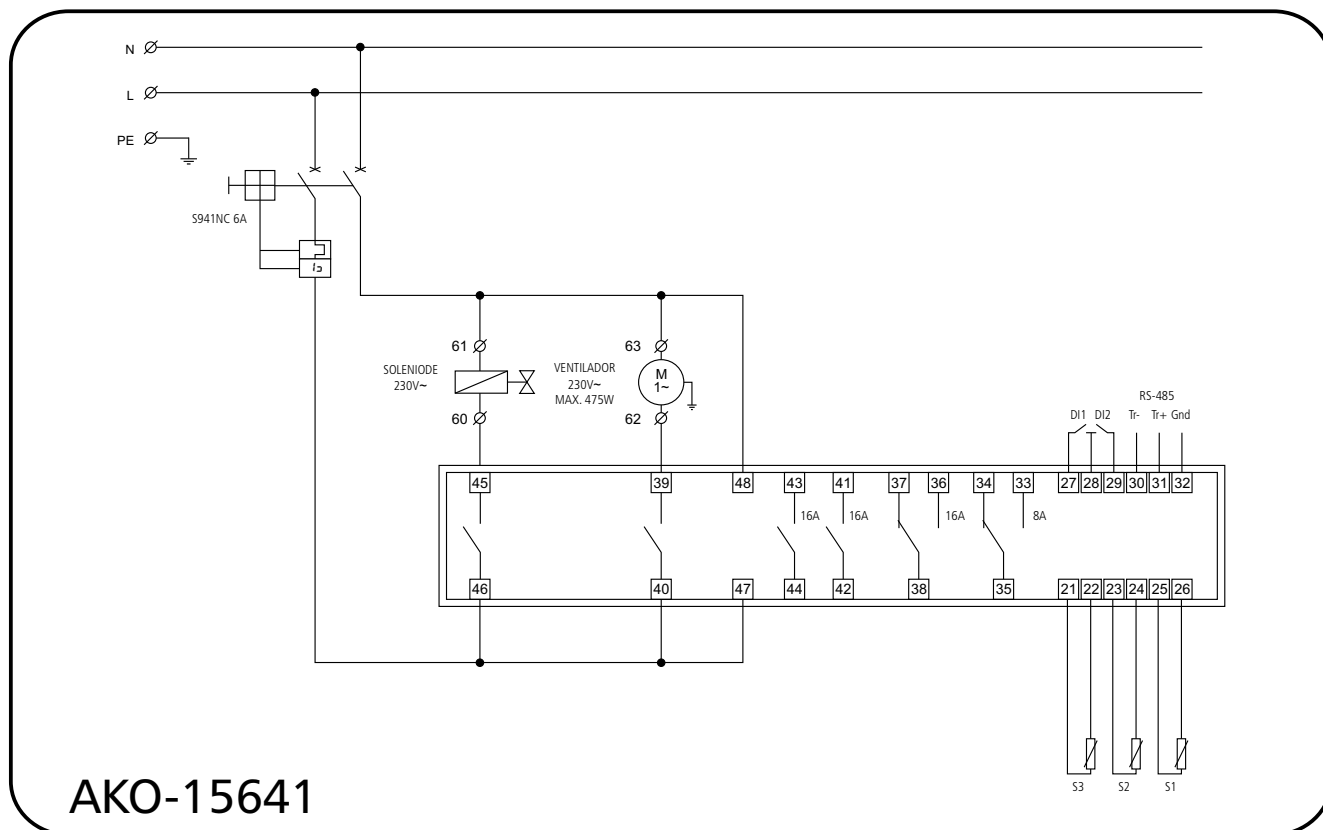 N
L
PE
S941NC 6A
I>
61
63
SOLENIODE
230V~
VENTILADOR
230V~
MAX. 475W
M
1~
60
62
RS-485
DI1 DI2 Tr- Tr+ Gnd
45 39 48 43 41 37 36 34 33 27 28 29 30 31 32
16A 16A 16A 8A
46 40 47 44 42 38 35 21 22 23 24 25 26
S3 S2 S1
AKO-15641